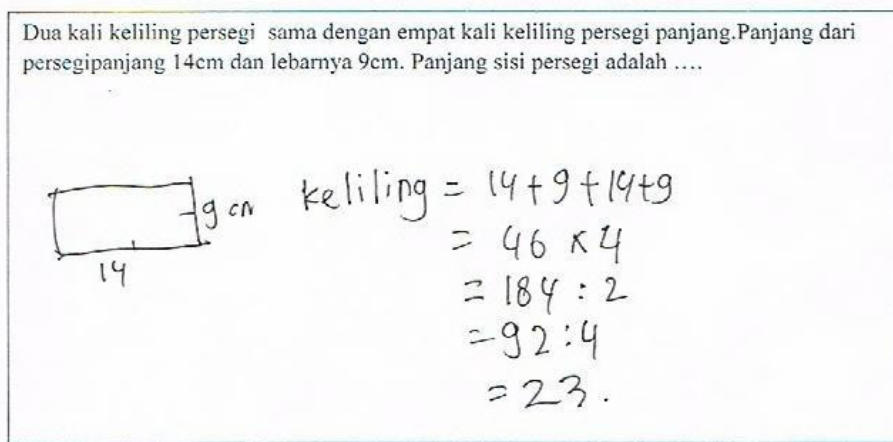 Dua kali keliling persegi sama dengan empat kali keliling persegi panjang.Panjang dari
persegipanjang 14cm dan lebarnya 9cm. Panjang sisi persegi adalah ....
9 cm
14
keliling = 14+9+14+9
= 46 x 4
= 184 : 2
= 92 : 4
= 23.